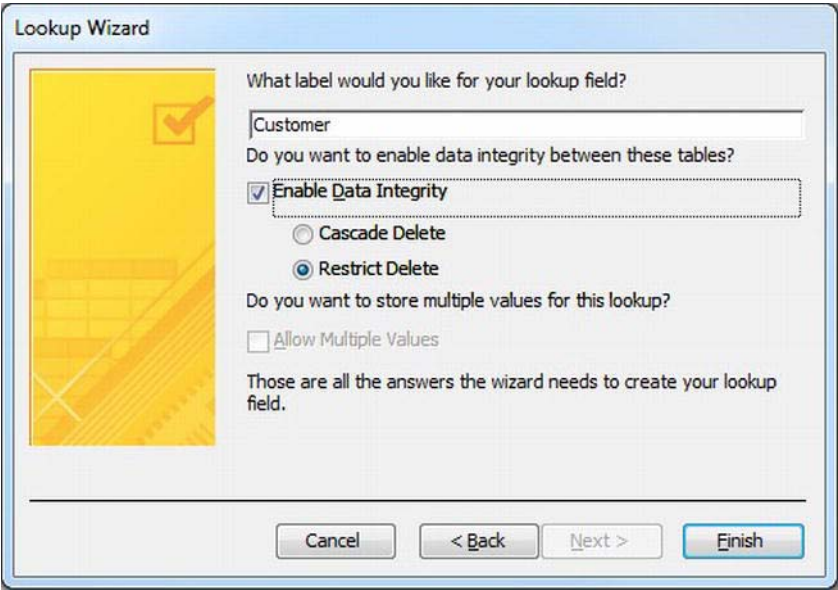 Lookup Wizard
What label would you like for your lookup field?
Customer
Do you want to enable data integrity between these tables?
Enable Data Integrity
Cascade Delete
Restrict Delete
Do you want to store multiple values for this lookup?
Allow Multiple Values
Those are all the answers the wizard needs to create your lookup
field.
Cancel < Back Next > Finish